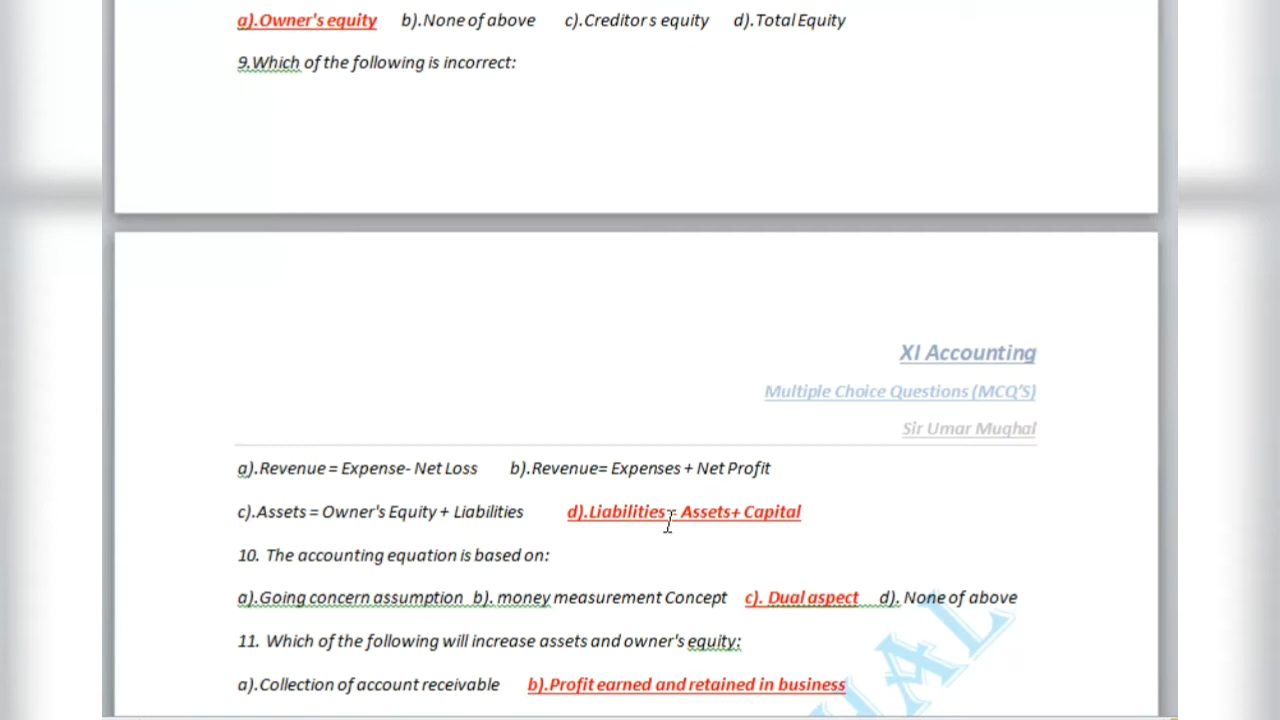 a).Owner's equity b).None of above c).Creditor s equity d).Total Equity
9.Which of the following is incorrect:
XI Accounting
Multiple Choice Questions (MCQ'S)
Sir Umar Mughal
a).Revenue = Expense- Net Loss b).Revenue= Expenses + Net Profit
c).Assets = Owner's Equity + Liabilities d).Liabilities= Assets+ Capital
10. The accounting equation is based on:
a).Going concern assumption b). money measurement Concept c). Dual aspect d). None of above
11. Which of the following will increase assets and owner's equity:
a).Collection of account receivable b).Profit earned and retained in business